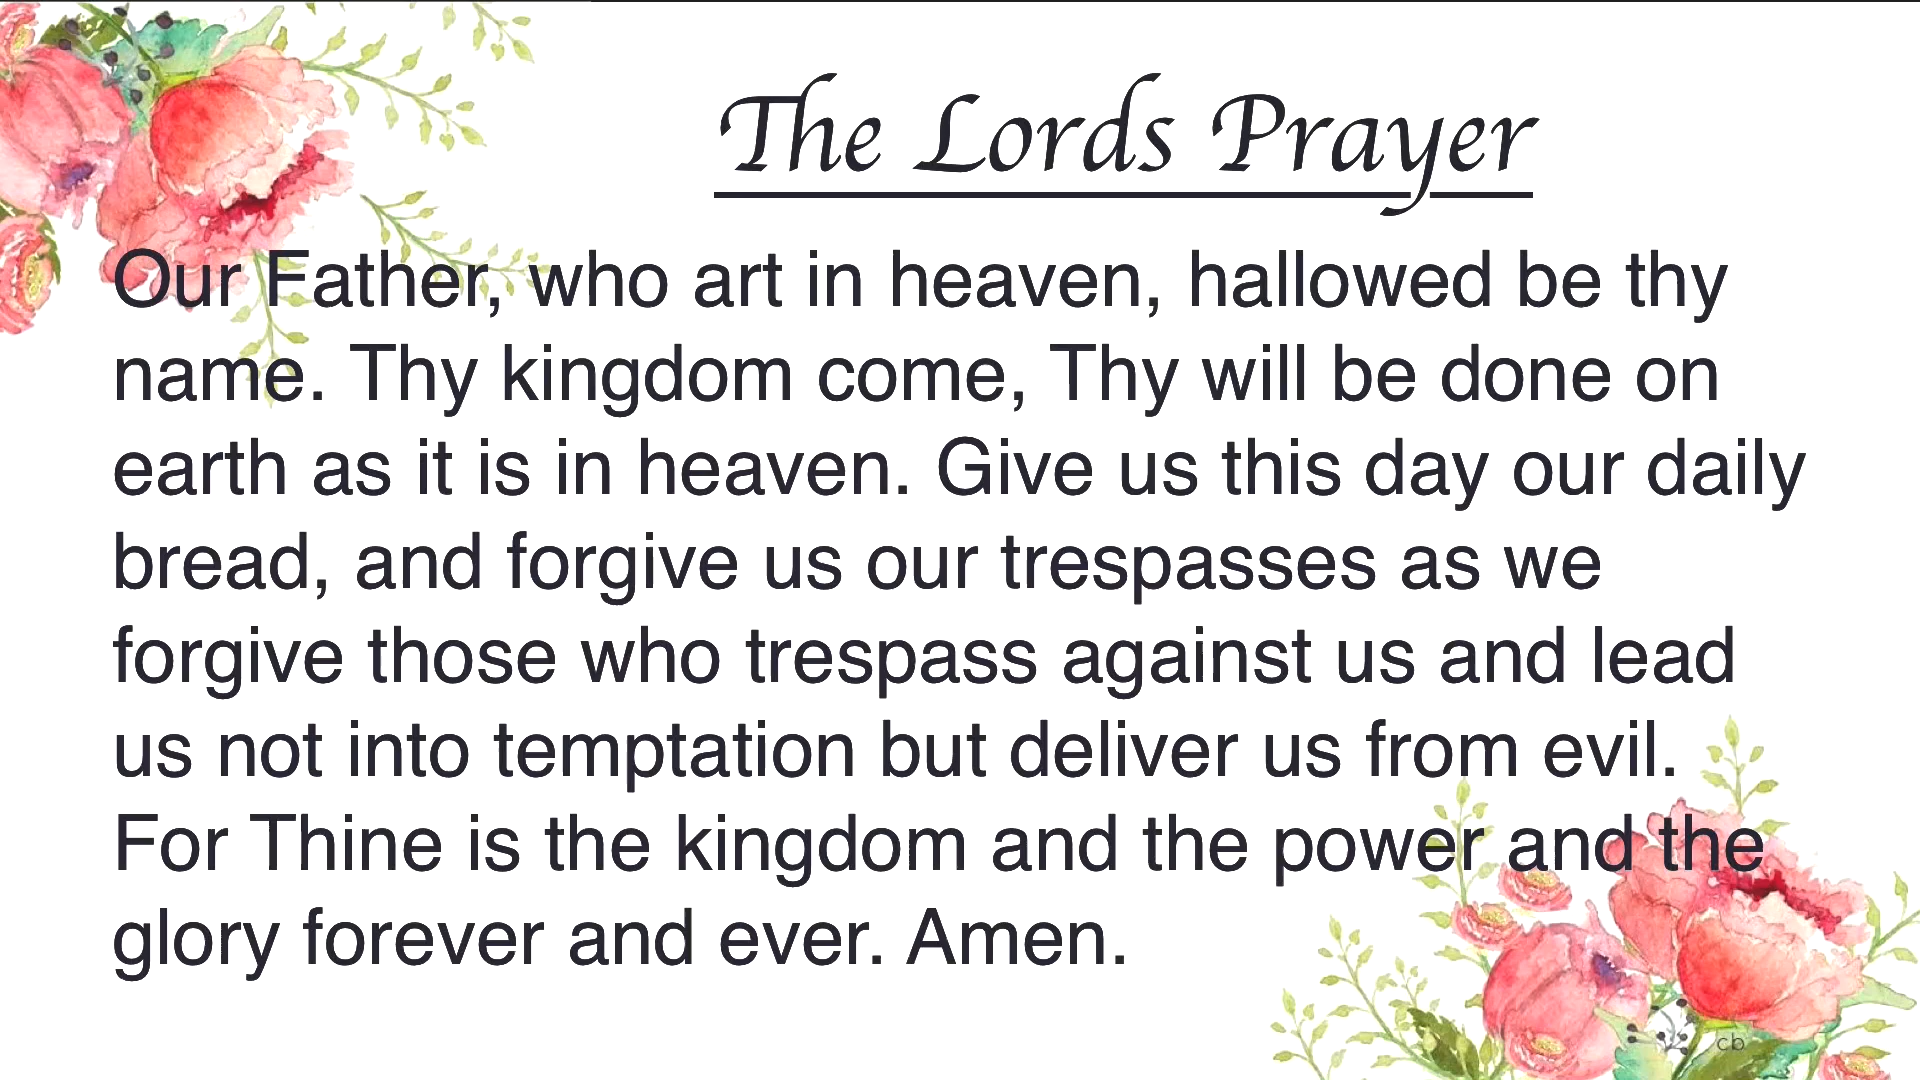 The Lords Prayer
Our Father, who art in heaven, hallowed be thy
name. Thy kingdom come, Thy will be done on
earth as it is in heaven. Give us this day our daily
bread, and forgive us our trespasses as we
forgive those who trespass against us and lead
us not into temptation but deliver us from evil.
For Thine is the kingdom and the power and the
glory forever and ever. Amen.
cb